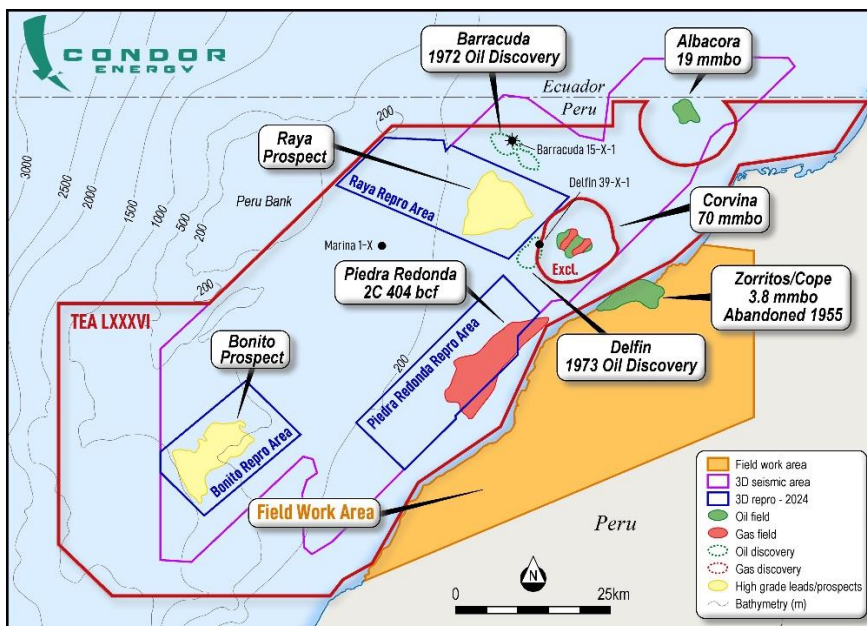 CONDOR
ENERGY
Barracuda
1972 Oil Discovery
Albacora
19 mmbo
Ecuador
Peru
200
3000
2500
2000
1500
1000
500
200
Raya
Prospect
Barracuda 15-X-1
Raya Repro Area
Peru Bank
Delfin 39-X-1
Corvina
70 mmbo
Marina 1-X
Excl.
Piedra Redonda
2C 404 bcf
Zorritos/Cope
3.8 mmbo
Abandoned 1955
200
TEA LXXXVI
Bonito
Prospect
200
Piedra Redonda Repro Area
Delfin
1973 Oil Discovery
Bonito Repro Area
Field Work Area
Peru
N
0
25km
Field work area
3D seismic area
3D repro - 2024
Oil field
Gas field
Oil discovery
Gas discovery
High grade leads/prospects
Bathymetry (m)